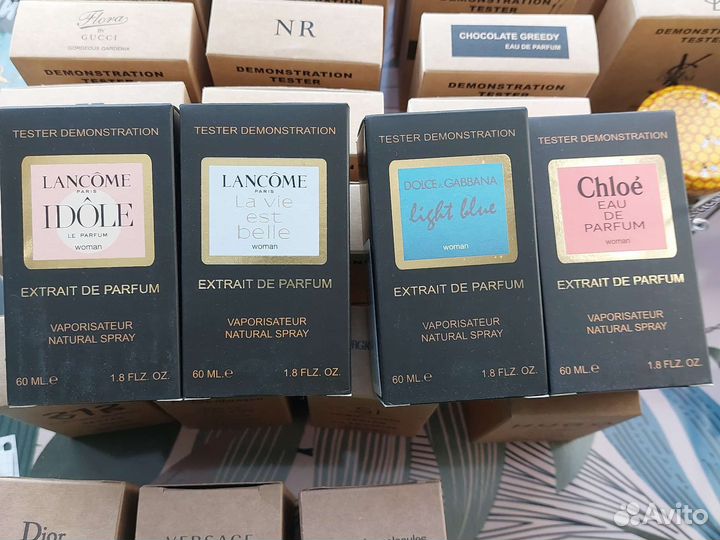 Flora
BY
GUCCI
GORGEOUS GARDENIA
DEMONSTRATION
TESTER
NR
DEMONSTRATION
TESTER
CHOCOLATE GREEDY
EAU DE PARFUM
DEMONSTRATION
TESTER
DEMONSTRATION
TESTER
TESTER DEMONSTRATION
LANCÔME
PARIS
IDÔLE
LE PARFUM
woman
EXTRAIT DE PARFUM
VAPORISATEUR
NATURAL SPRAY
60 ML.e
1.8 FLZ. OZ.
TESTER DEMONSTRATION
LANCÔME
PARIS
La vie
est
belle
woman
EXTRAIT DE PARFUM
VAPORISATEUR
NATURAL SPRAY
60 ML.e
1.8 FLZ. OZ.
TESTER DEMONSTRATION
DOLCE & GABBANA
light blue
woman
EXTRAIT DE PARFUM
VAPORISATEUR
NATURAL SPRAY
60 ML.e
1.8 FLZ. OZ.
TESTER DEMONSTRATION
Chloé
EAU
DE
PARFUM
woman
EXTRAIT DE PARFUM
VAPORISATEUR
NATURAL SPRAY
60 ML.e
1.8 FLZ. OZ.
212
Dior
VERSACE
Avito